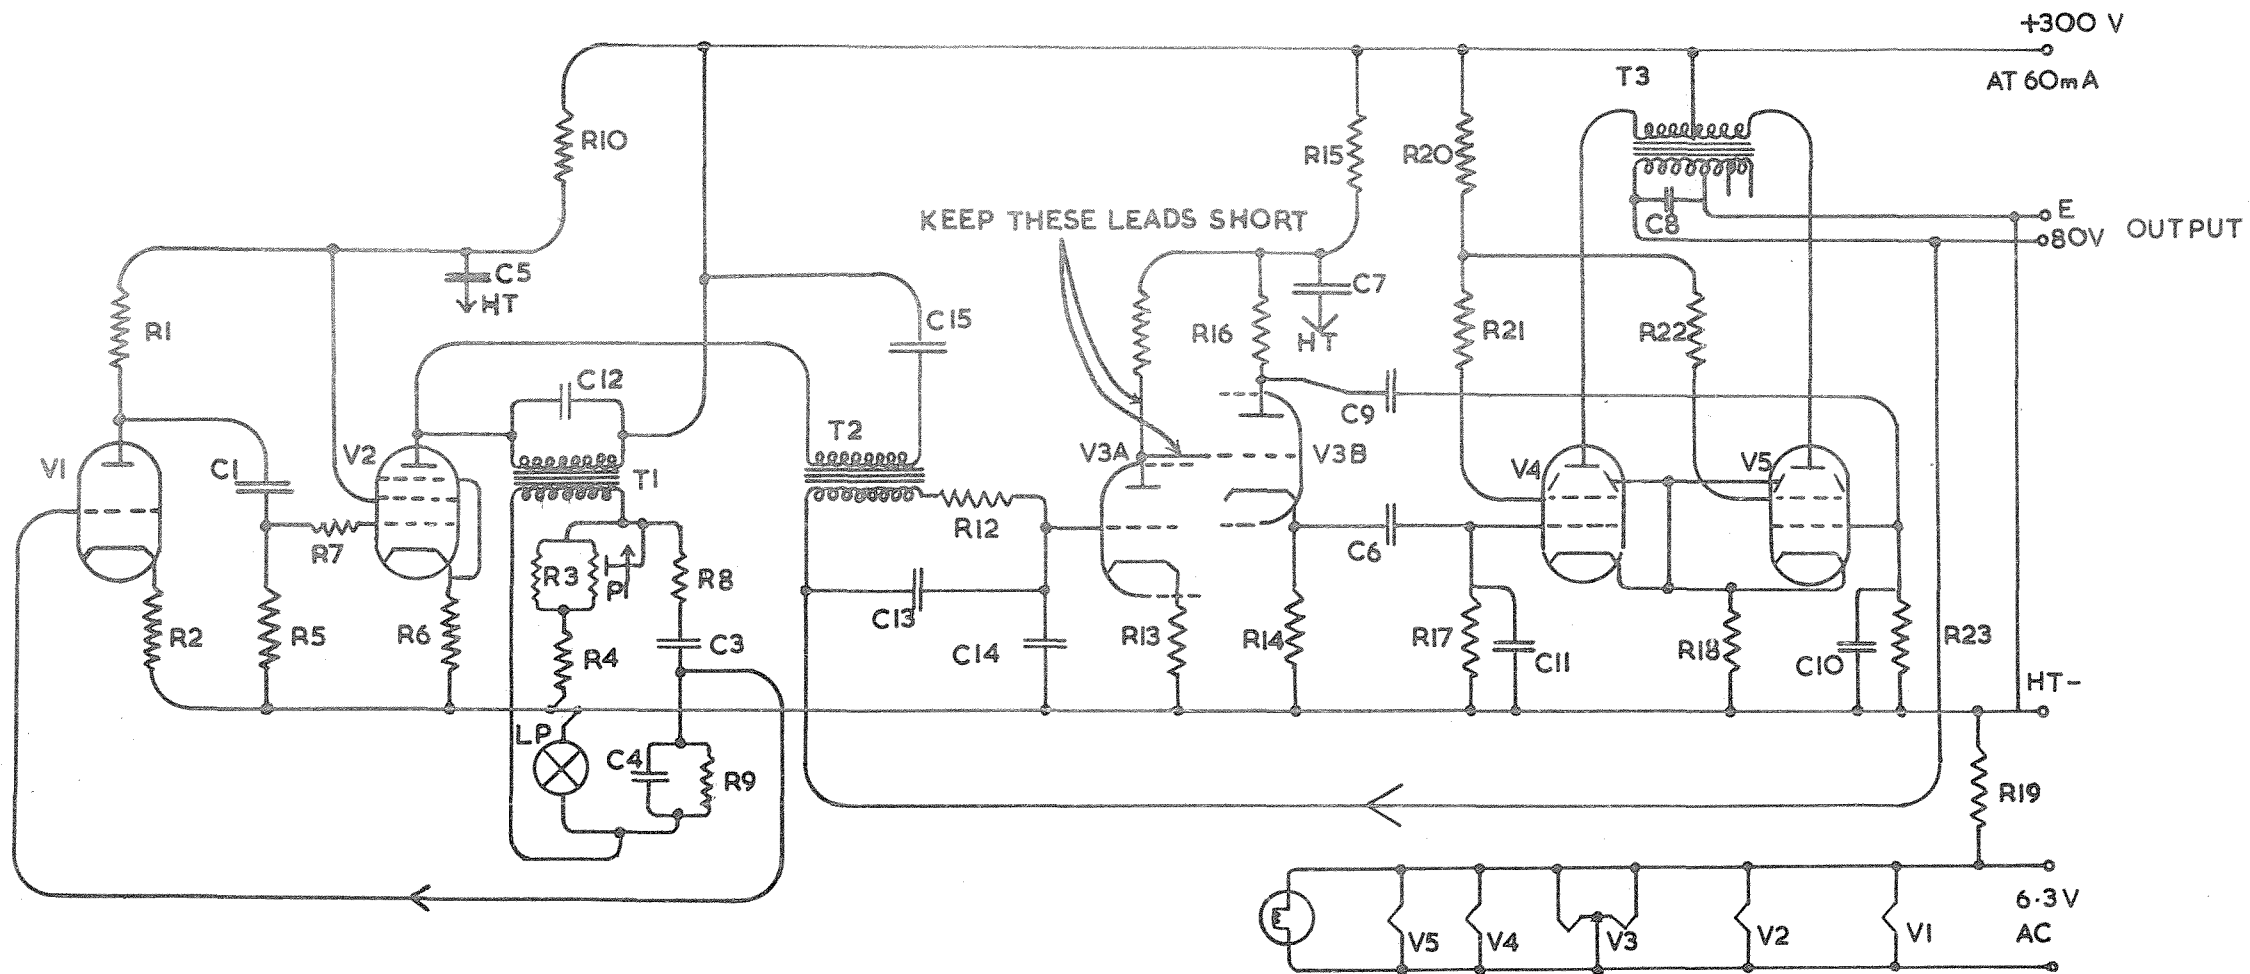 +300 V
AT 60mA
T3
R10
R15
R20
KEEP THESE LEADS SHORT
C8
E
80V
OUTPUT
C5
HT
C7
HT
R1
R16
R21
R22
C15
C12
C9
T2
V1
C1
V2
T1
V3A
V3B
V4
V5
R7
R12
C6
R3
P1
R8
R2
R5
R6
R4
C3
C13
C14
R13
R14
R17
C11
R18
C10
R23
HT-
LP
C4
R9
R19
6.3V
AC
V5
V4
V3
V2
V1